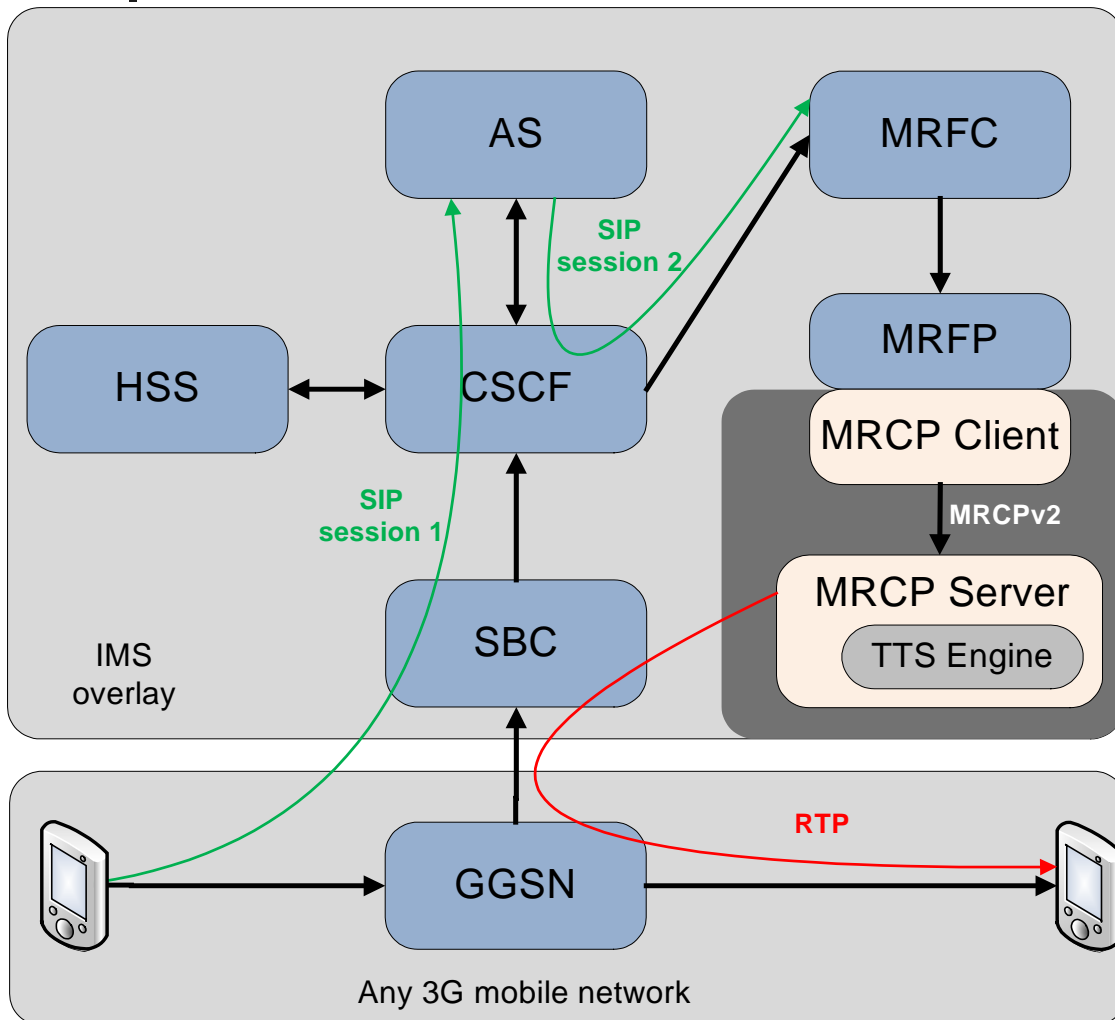 AS
MRFC
SIP
session 2
MRFP
HSS
CSCF
MRCP Client
SIP
session 1
MRCPv2
MRCP Server
SBC
TTS Engine
IMS
overlay
RTP
GGSN
Any 3G mobile network